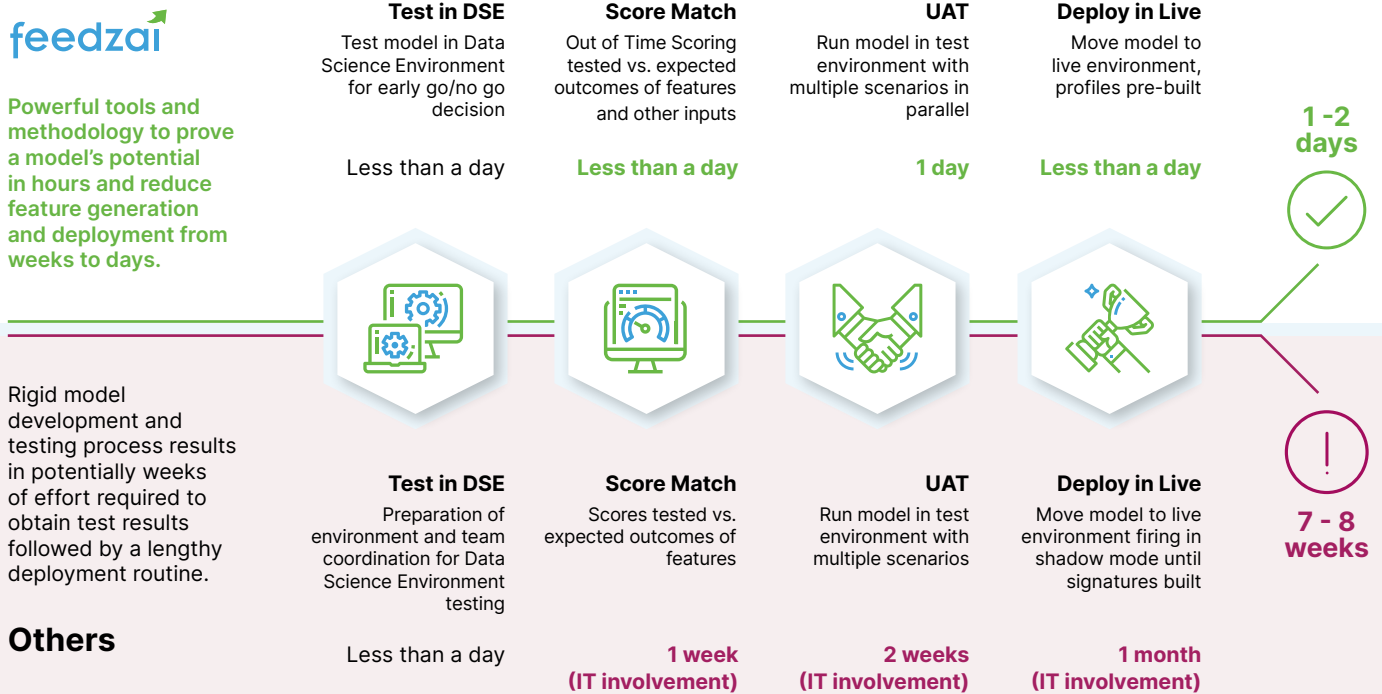 feedzai
Powerful tools and
methodology to prove
a model's potential
in hours and reduce
feature generation
and deployment from
weeks to days.
Test in DSE
Test model in Data
Science Environment
for early go/no go
decision
Less than a day
Score Match
Out of Time Scoring
tested vs. expected
outcomes of features
and other inputs
Less than a day
UAT
Run model in test
environment with
multiple scenarios in
parallel
1 day
Deploy in Live
Move model to
live environment,
profiles pre-built
Less than a day
1 -2
days
Rigid model
development and
testing process results
in potentially weeks
of effort required to
obtain test results
followed by a lengthy
deployment routine.
Others
Test in DSE
Preparation of
environment and team
coordination for Data
Science Environment
testing
Less than a day
Score Match
Scores tested vs.
expected outcomes of
features
1 week
(IT involvement)
UAT
Run model in test
environment with
multiple scenarios
2 weeks
(IT involvement)
Deploy in Live
Move model to live
environment firing in
shadow mode until
signatures built
1 month
(IT involvement)
7 - 8
weeks